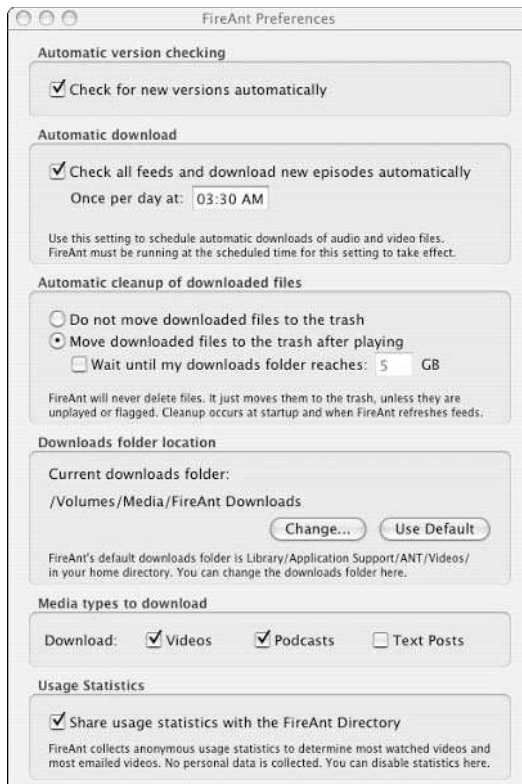 FireAnt Preferences
Automatic version checking
Check for new versions automatically
Automatic download
Check all feeds and download new episodes automatically
Once per day at: 03:30 AM
Use this setting to schedule automatic downloads of audio and video files.
FireAnt must be running at the scheduled time for this setting to take effect.
Automatic cleanup of downloaded files
Do not move downloaded files to the trash
Move downloaded files to the trash after playing
Wait until my downloads folder reaches: 5 GB
FireAnt will never delete files. It just moves them to the trash, unless they are
unplayed or flagged. Cleanup occurs at startup and when FireAnt refreshes feeds.
Downloads folder location
Current downloads folder:
/Volumes/Media/FireAnt Downloads
Change... Use Default
FireAnt's default downloads folder is Library/Application Support/ANT/Videos/
in your home directory. You can change the downloads folder here.
Media types to download
Download: Videos Podcasts Text Posts
Usage Statistics
Share usage statistics with the FireAnt Directory
FireAnt collects anonymous usage statistics to determine most watched videos and
most emailed videos. No personal data is collected. You can disable statistics here.